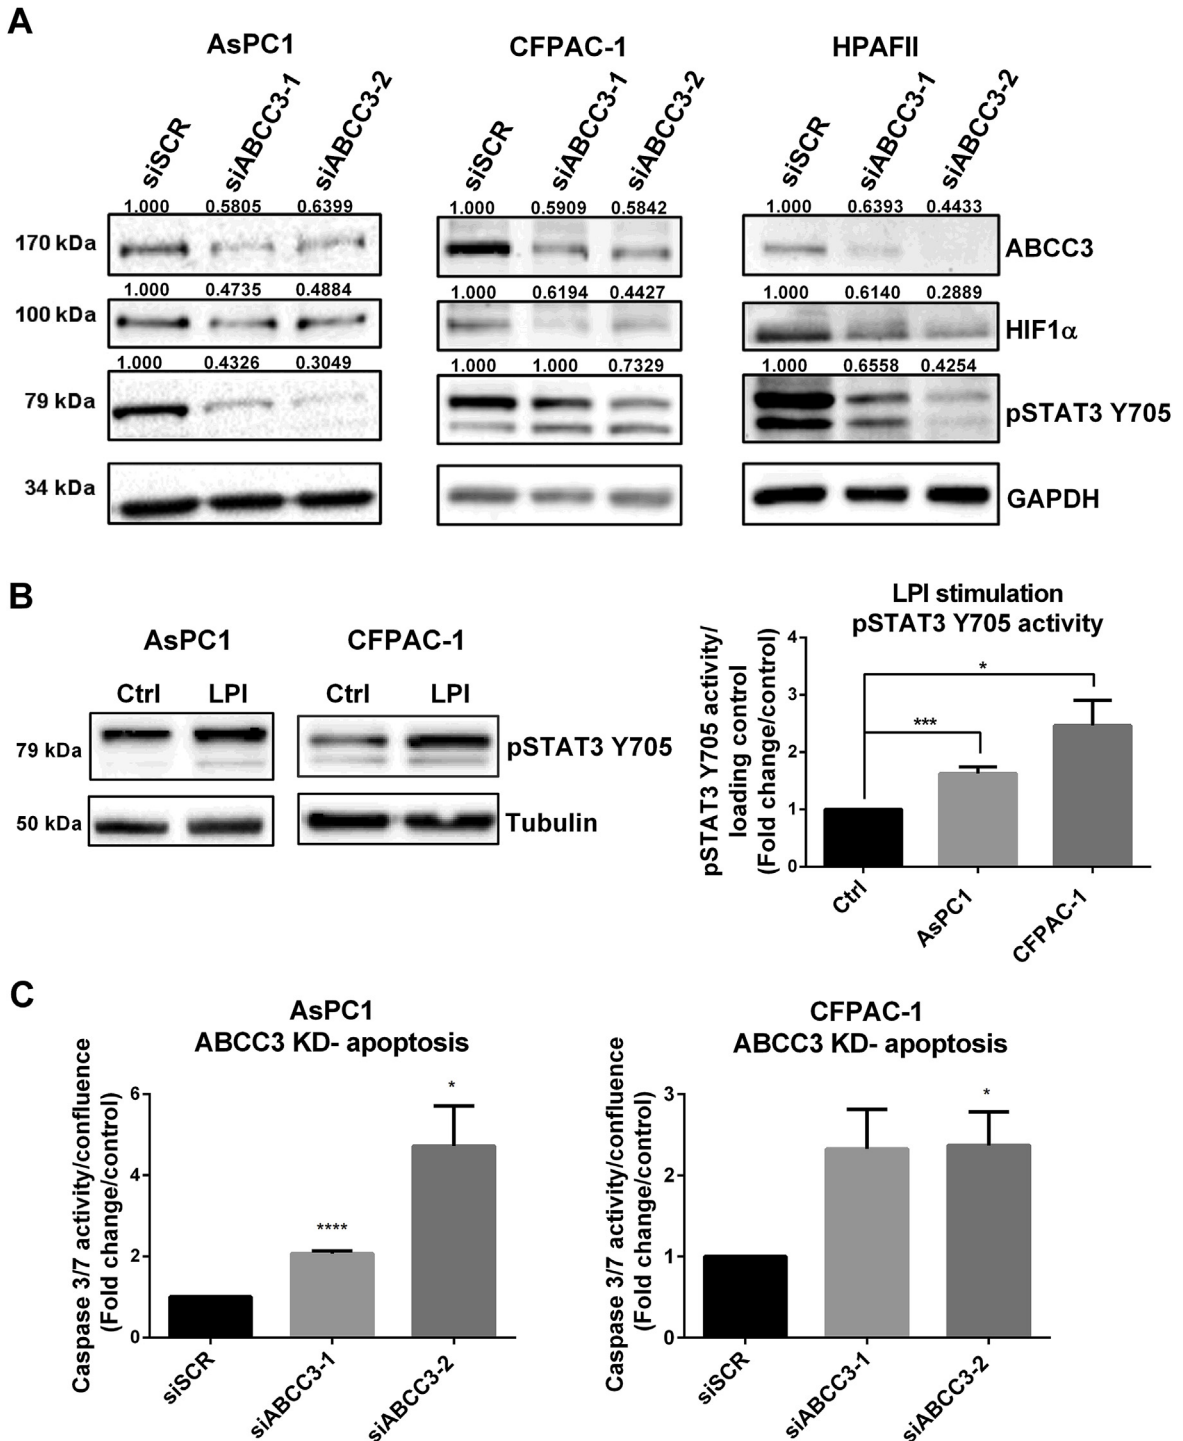 A
AsPC1
CFPAC-1
HPAFII
siSCR
siABCC3-1
siABCC3-2
siSCR
siABCC3-1
siABCC3-2
siSCR
siABCC3-1
siABCC3-2
1.000 0.5805 0.6399
1.000 0.5909 0.5842
1.000 0.6393 0.4433
170 kDa
ABCC3
1.000 0.4735 0.4884
1.000 0.6194 0.4427
1.000 0.6140 0.2889
100 kDa
HIF1α
1.000 0.4326 0.3049
1.000 1.000 0.7329
1.000 0.6558 0.4254
79 kDa
pSTAT3 Y705
34 kDa
GAPDH
B
AsPC1
CFPAC-1
Ctrl LPI
Ctrl LPI
79 kDa
pSTAT3 Y705
50 kDa
Tubulin
LPI stimulation
pSTAT3 Y705 activity
pSTAT3 Y705 activity/
loading control
(Fold change/control)
4
3
2
1
0
*
***
Ctrl
AsPC1
CFPAC-1
C
AsPC1
ABCC3 KD- apoptosis
Caspase 3/7 activity/confluence
(Fold change/control)
6
4
2
0
****
*
siSCR
siABCC3-1
siABCC3-2
CFPAC-1
ABCC3 KD- apoptosis
Caspase 3/7 activity/confluence
(Fold change/control)
3
2
1
0
*
siSCR
siABCC3-1
siABCC3-2